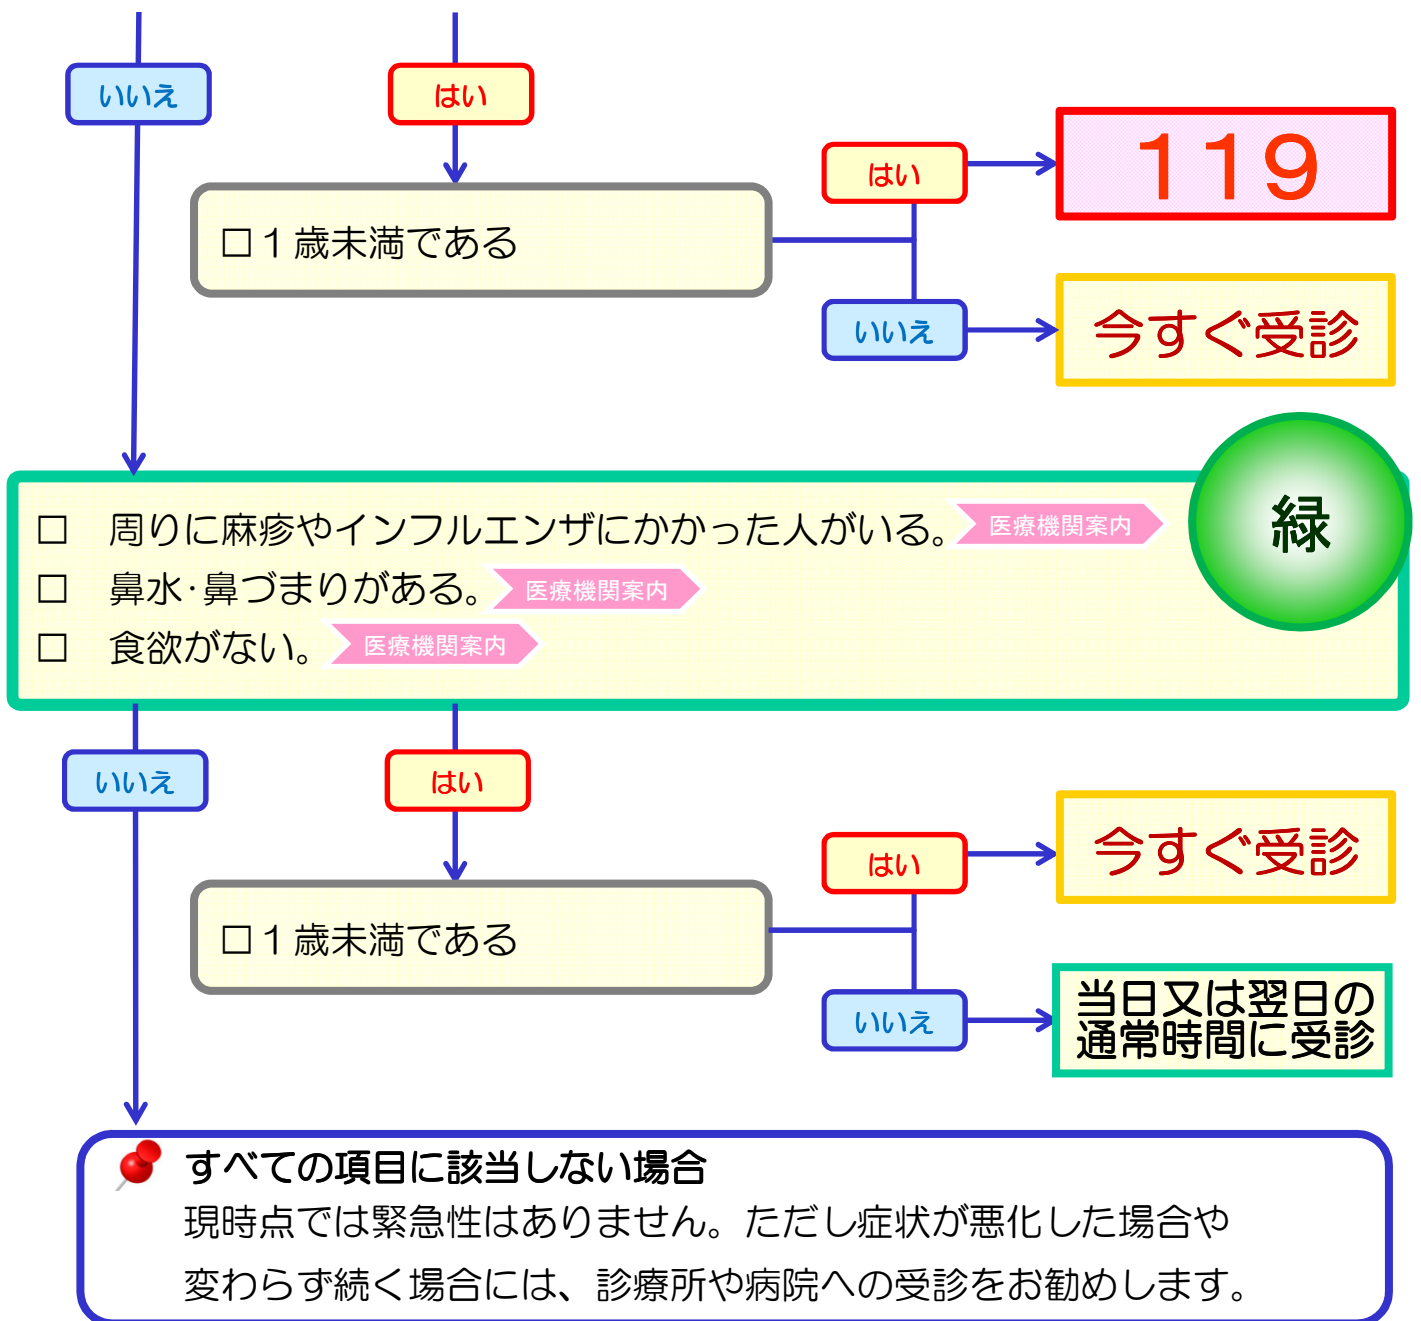 いいえ
はい
はい
119
□1歳未満である
いいえ
今すぐ受診
緑
□ 周りに麻疹やインフルエンザにかかった人がいる。 医療機関案内
□ 鼻水・鼻づまりがある。 医療機関案内
□ 食欲がない。 医療機関案内
いいえ
はい
はい
今すぐ受診
□1歳未満である
いいえ
当日又は翌日の
通常時間に受診
すべての項目に該当しない場合
現時点では緊急性はありません。ただし症状が悪化した場合や
変わらず続く場合には、診療所や病院への受診をお勧めします。